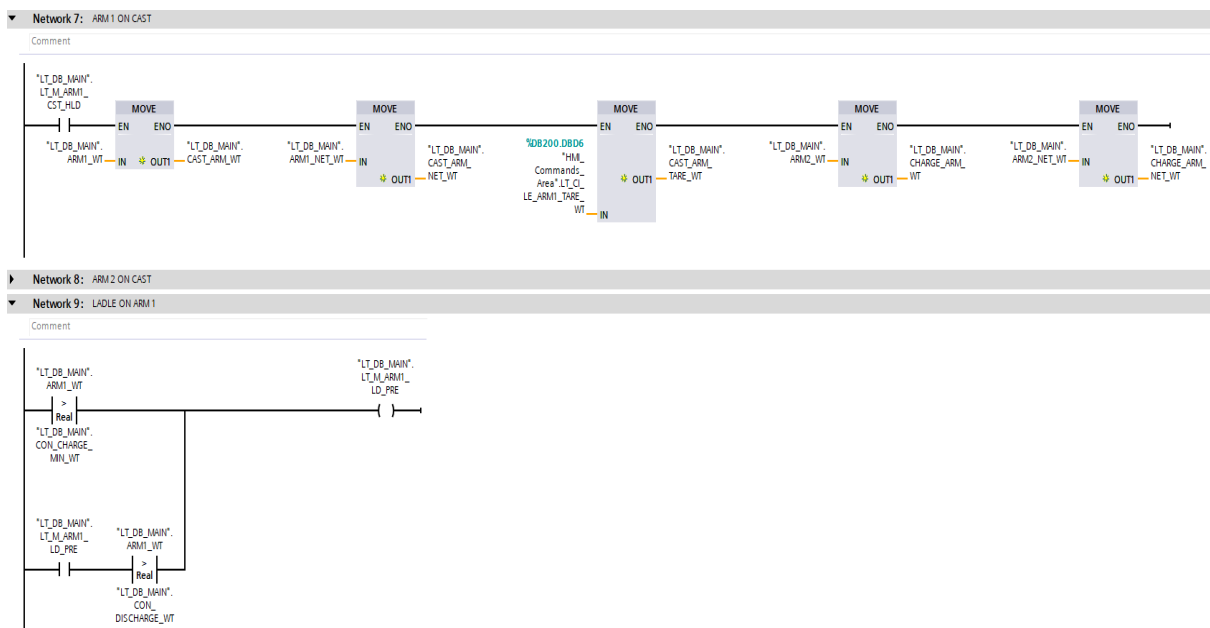 Network 7: ARM 1 ON CAST
Comment
"LT_DB_MAIN".
LT_M_ARM1_
CST_HLD
MOVE
EN ENO
"LT_DB_MAIN".
ARM1_WT
IN OUT1
"LT_DB_MAIN".
CAST_ARM_WT
MOVE
EN ENO
"LT_DB_MAIN".
ARM1_NET_WT
IN
OUT1
"LT_DB_MAIN".
CAST_ARM_
NET_WT
MOVE
EN ENO
%DB200.DBD6
"HMI_
Commands_
Area".LT_CI_
LE_ARM1_TARE_
WT
IN
OUT1
"LT_DB_MAIN".
CAST_ARM_
TARE_WT
MOVE
EN ENO
"LT_DB_MAIN".
ARM2_WT
IN
OUT1
"LT_DB_MAIN".
CHARGE_ARM_
WT
MOVE
EN ENO
"LT_DB_MAIN".
ARM2_NET_WT
IN
OUT1
"LT_DB_MAIN".
CHARGE_ARM_
NET_WT
Network 8: ARM 2 ON CAST
Network 9: LADLE ON ARM 1
Comment
"LT_DB_MAIN".
ARM1_WT
>
Real
"LT_DB_MAIN".
CON_CHARGE_
MIN_WT
"LT_DB_MAIN".
LT_M_ARM1_
LD_PRE
"LT_DB_MAIN".
LT_M_ARM1_
LD_PRE
"LT_DB_MAIN".
ARM1_WT
>
Real
"LT_DB_MAIN".
CON_
DISCHARGE_WT